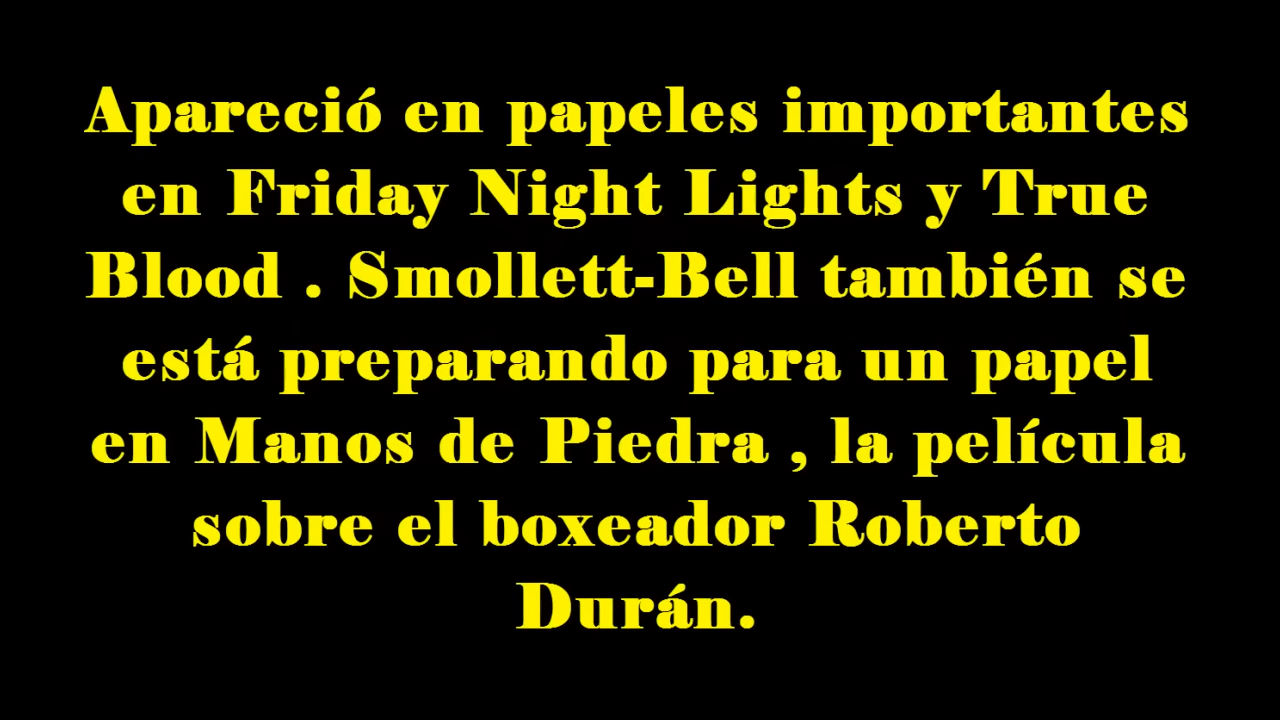 Apareció en papeles importantes
en Friday Night Lights y True
Blood . Smollett-Bell también se
está preparando para un papel
en Manos de Piedra , la película
sobre el boxeador Roberto
Durán.